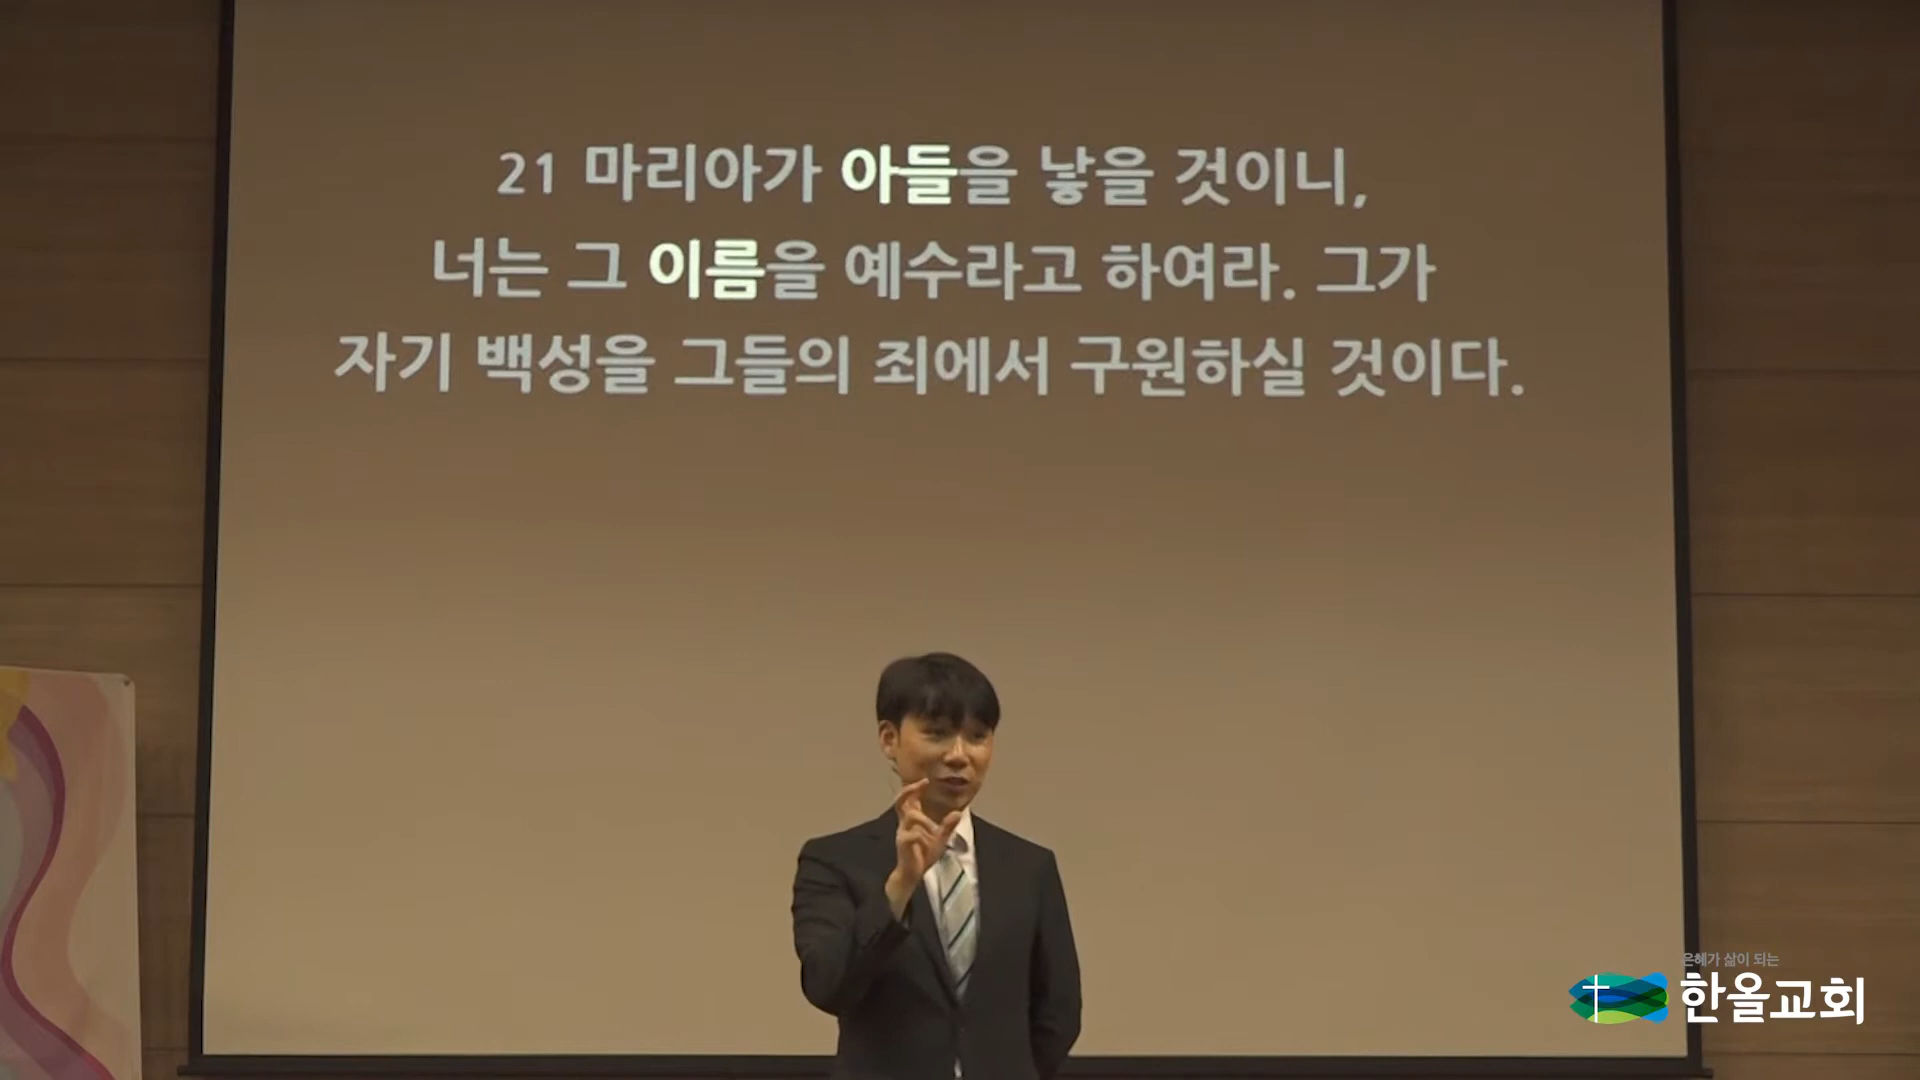 21 마리아가 아들을 낳을 것이니,
너는 그 이름을 예수라고 하여라. 그가
자기 백성을 그들의 죄에서 구원하실 것이다.
은혜가 삶이 되는
한올교회